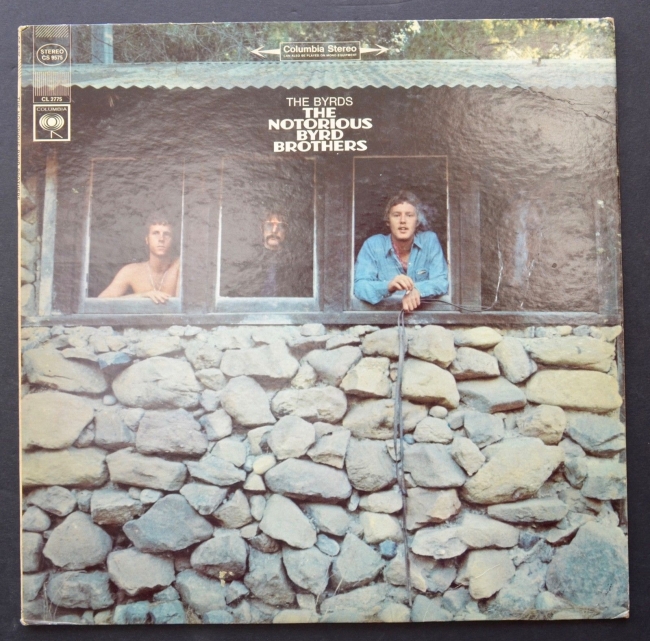 Columbia Stereo
STEREO
CS 9575
CL 2775
COLUMBIA
THE BYRDS
THE
NOTORIOUS
BYRD
BROTHERS